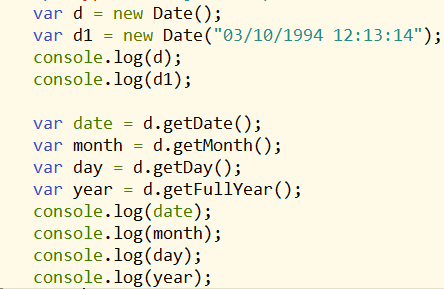 var d = new Date();
var d1 = new Date("03/10/1994 12:13:14");
console.log(d);
console.log(d1);
var date = d.getDate();
var month = d.getMonth();
var day = d.getDay();
var year = d.getFullYear();
console.log(date);
console.log(month);
console.log(day);
console.log(year);